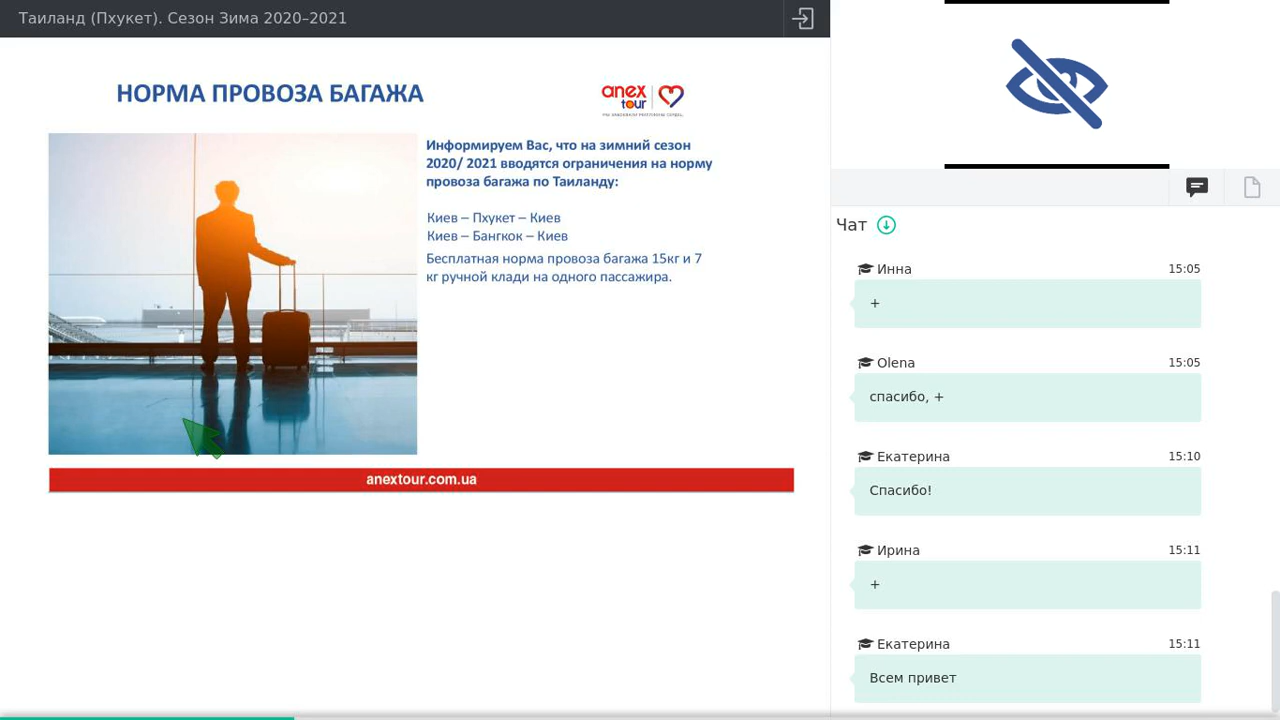 Таиланд (Пхукет). Сезон Зима 2020–2021
НОРМА ПРОВОЗА БАГАЖА
anex
tour
Информируем Вас, что на зимний сезон
2020/ 2021 вводятся ограничения на норму
провоза багажа по Таиланду:
Киев – Пхукет – Киев
Киев – Бангкок – Киев
Бесплатная норма провоза багажа 15кг и 7
кг ручной клади на одного пассажира.
anextour.com.ua
Чат
Инна 15:05
+
Olena 15:05
спасибо, +
Екатерина 15:10
Спасибо!
Ирина 15:11
+
Екатерина 15:11
Всем привет